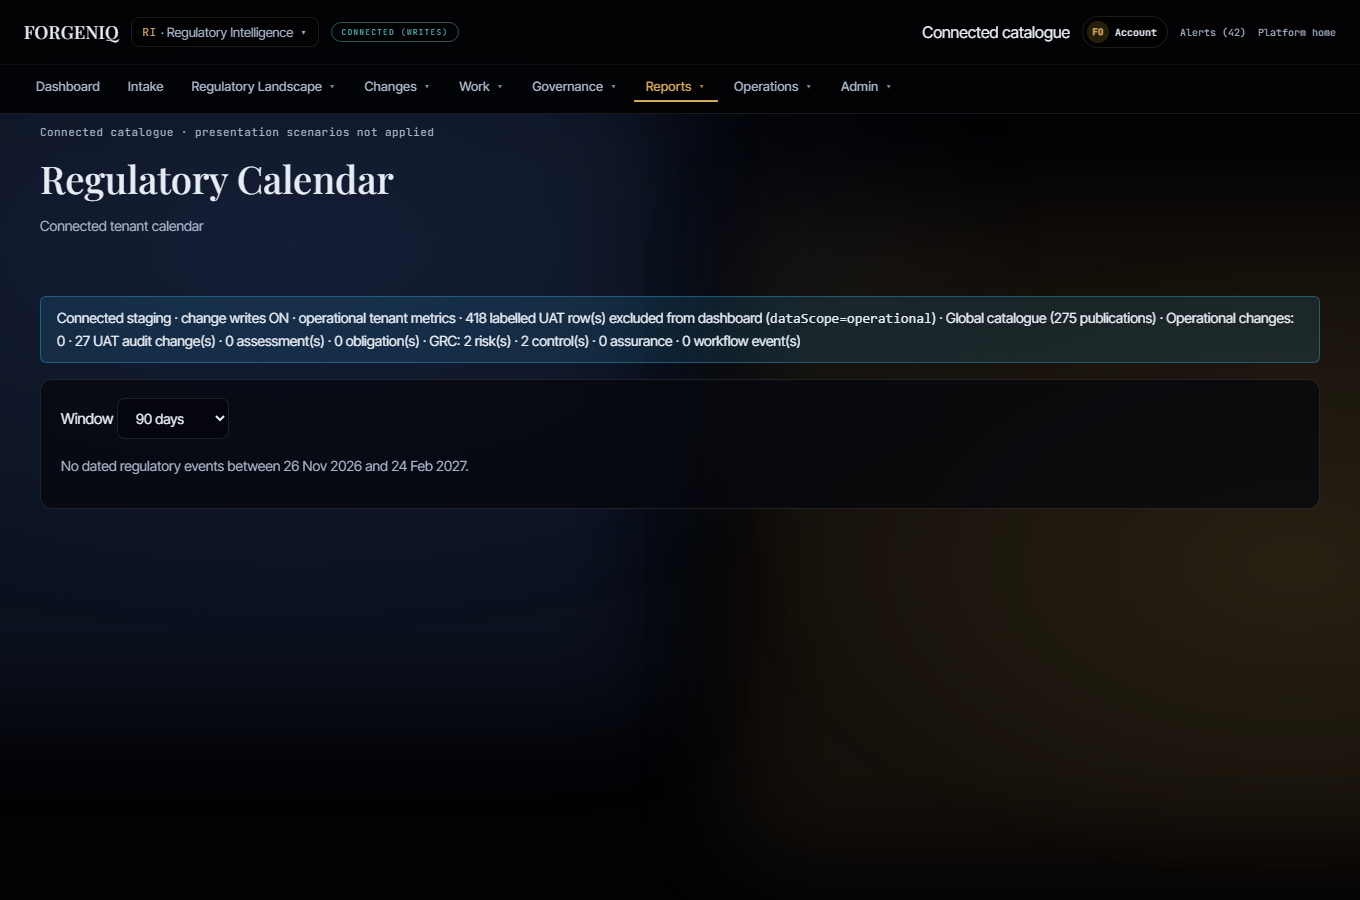 FORGENIQ
RI · Regulatory Intelligence ▾
CONNECTED (WRITES)
Connected catalogue
FO Account
Alerts (42)
Platform home
Dashboard
Intake
Regulatory Landscape ▾
Changes ▾
Work ▾
Governance ▾
Reports ▾
Operations ▾
Admin ▾
Connected catalogue · presentation scenarios not applied
Regulatory Calendar
Connected tenant calendar
Connected staging · change writes ON · operational tenant metrics · 418 labelled UAT row(s) excluded from dashboard (dataScope=operational) · Global catalogue (275 publications) · Operational changes:
0 · 27 UAT audit change(s) · 0 assessment(s) · 0 obligation(s) · GRC: 2 risk(s) · 2 control(s) · 0 assurance · 0 workflow event(s)
Window 90 days
No dated regulatory events between 26 Nov 2026 and 24 Feb 2027.